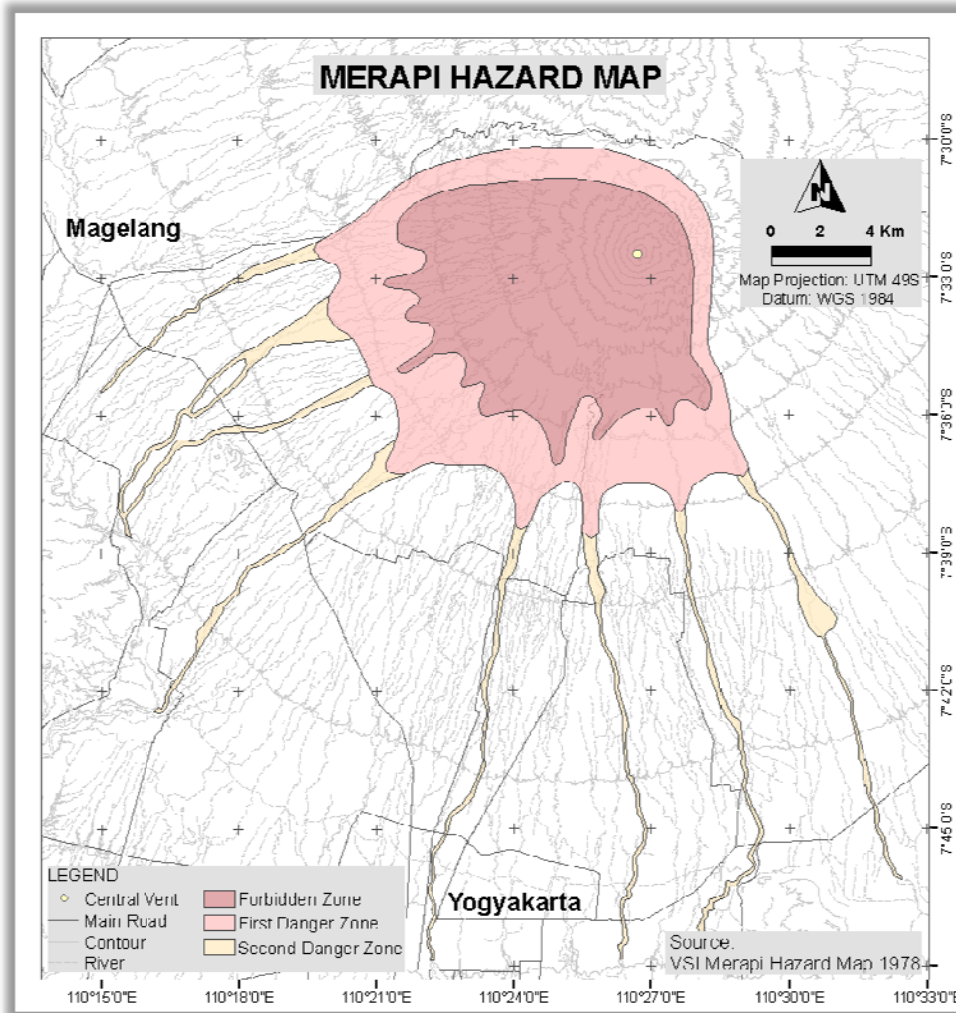 MERAPI HAZARD MAP
Magelang
N
0 2 4 Km
Map Projection: UTM 49S
Datum: WGS 1984
7°30'0"S
7°33'0"S
7°36'0"S
7°39'0"S
7°42'0"S
7°45'0"S
Yogyakarta
LEGEND
Central Vent
Main Road
Contour
River
Forbidden Zone
First Danger Zone
Second Danger Zone
Source:
VSI Merapi Hazard Map 1978
110°15'0"E 110°18'0"E 110°21'0"E 110°24'0"E 110°27'0"E 110°30'0"E 110°33'0"E